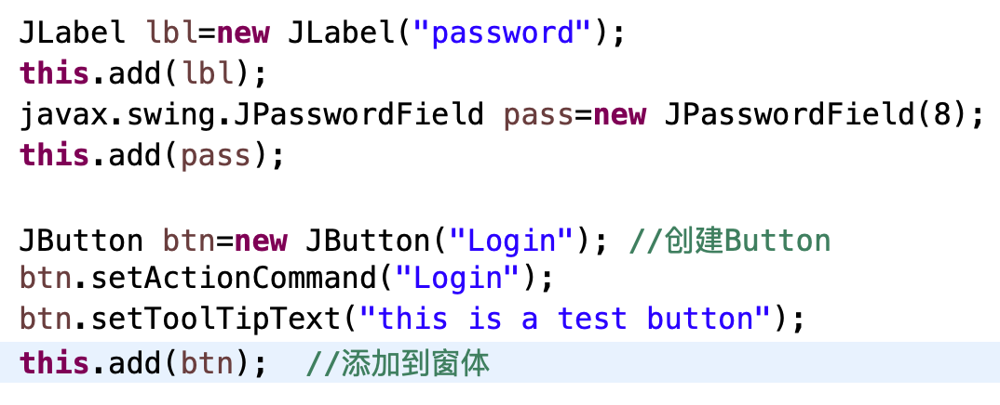 JLabel lbl=new JLabel("password");
this.add(lbl);
javax.swing.JPasswordField pass=new JPasswordField(8);
this.add(pass);
JButton btn=new JButton("Login"); //创建Button
btn.setActionCommand("Login");
btn.setToolTipText("this is a test button");
this.add(btn);  //添加到窗体